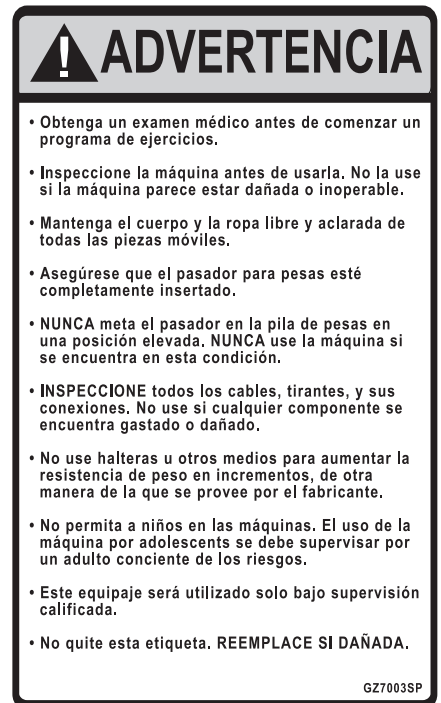 ADVERTENCIA
• Obtenga un examen médico antes de comenzar un
programa de ejercicios.
• Inspeccione la máquina antes de usarla. No la use
si la máquina parece estar dañada o inoperable.
• Mantenga el cuerpo y la ropa libre y aclarada de
todas las piezas móviles.
• Asegúrese que el pasador para pesas esté
completamente insertado.
• NUNCA meta el pasador en la pila de pesas en
una posición elevada. NUNCA use la máquina si
se encuentra en esta condición.
• INSPECCIONE todos los cables, tirantes, y sus
conexiones. No use si cualquier componente se
encuentra gastado o dañado.
• No use halteras u otros medios para aumentar la
resistencia de peso en incrementos, de otra
manera de la que se provee por el fabricante.
• No permita a niños en las máquinas. El uso de la
máquina por adolescents se debe supervisar por
un adulto conciente de los riesgos.
• Este equipaje será utilizado solo bajo supervisión
calificada.
• No quite esta etiqueta. REEMPLACE SI DAÑADA.
GZ7003SP